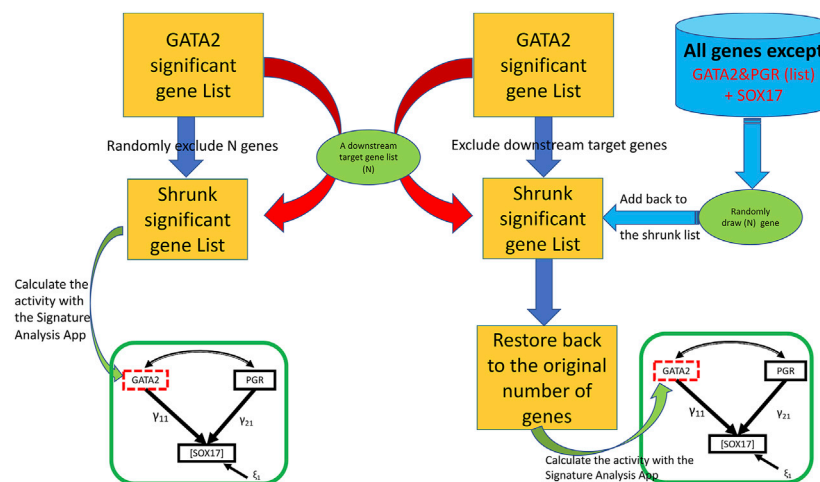 GATA2
significant
gene List
Randomly exclude N genes
Shrunk
significant
gene List
Calculate the
activity with
the Signature
Analysis App
GATA2
PGR
γ11
γ21
[SOX17]
ξ1
A downstream
target gene list
(N)
GATA2
significant
gene List
Exclude downstream target genes
Shrunk
significant
gene List
All genes except
GATA2&PGR (list)
+ SOX17
Randomly
draw (N) gene
Add back to
the shrunk list
Restore back
to the original
number of
genes
Calculate the activity with the
Signature Analysis App
GATA2
PGR
γ11
γ21
[SOX17]
ξ1